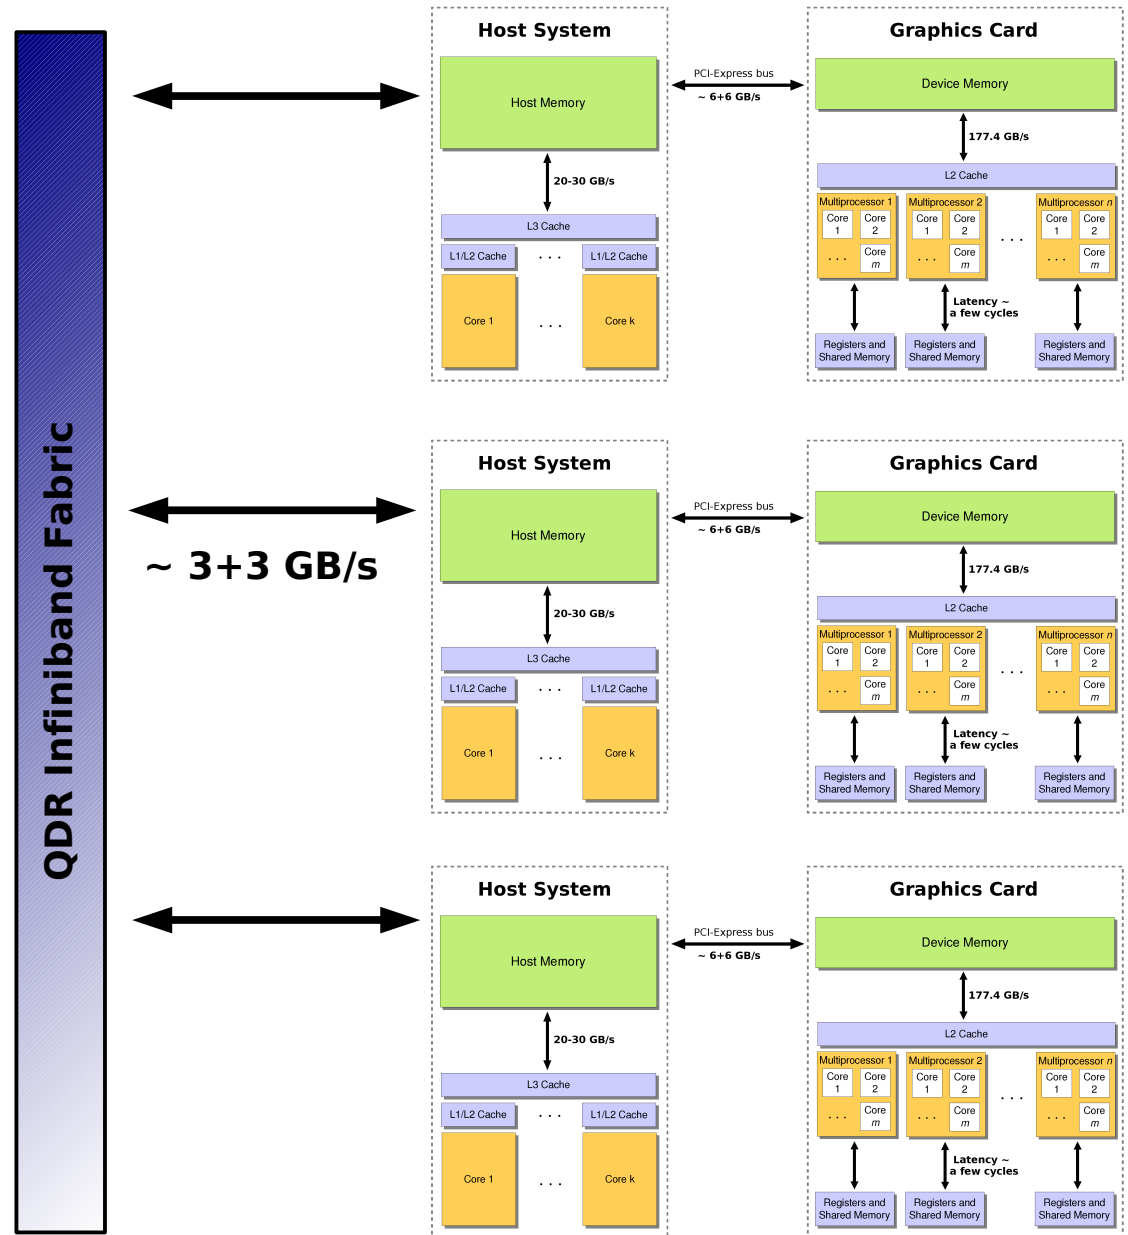 QDR Infiniband Fabric
~ 3+3 GB/s
Host System
Host Memory
20-30 GB/s
L3 Cache
L1/L2 Cache
. . .
L1/L2 Cache
Core 1
. . .
Core k
PCI-Express bus
~ 6+6 GB/s
Graphics Card
Device Memory
177.4 GB/s
L2 Cache
Multiprocessor 1
Core
1
Core
2
. . .
Core
m
Multiprocessor 2
Core
1
Core
2
. . .
Core
m
. . .
Multiprocessor n
Core
1
Core
2
. . .
Core
m
Latency ~
a few cycles
Registers and
Shared Memory
Registers and
Shared Memory
Registers and
Shared Memory
Host System
Host Memory
20-30 GB/s
L3 Cache
L1/L2 Cache
. . .
L1/L2 Cache
Core 1
. . .
Core k
PCI-Express bus
~ 6+6 GB/s
Graphics Card
Device Memory
177.4 GB/s
L2 Cache
Multiprocessor 1
Core
1
Core
2
. . .
Core
m
Multiprocessor 2
Core
1
Core
2
. . .
Core
m
. . .
Multiprocessor n
Core
1
Core
2
. . .
Core
m
Latency ~
a few cycles
Registers and
Shared Memory
Registers and
Shared Memory
Registers and
Shared Memory
Host System
Host Memory
20-30 GB/s
L3 Cache
L1/L2 Cache
. . .
L1/L2 Cache
Core 1
. . .
Core k
PCI-Express bus
~ 6+6 GB/s
Graphics Card
Device Memory
177.4 GB/s
L2 Cache
Multiprocessor 1
Core
1
Core
2
. . .
Core
m
Multiprocessor 2
Core
1
Core
2
. . .
Core
m
. . .
Multiprocessor n
Core
1
Core
2
. . .
Core
m
Latency ~
a few cycles
Registers and
Shared Memory
Registers and
Shared Memory
Registers and
Shared Memory